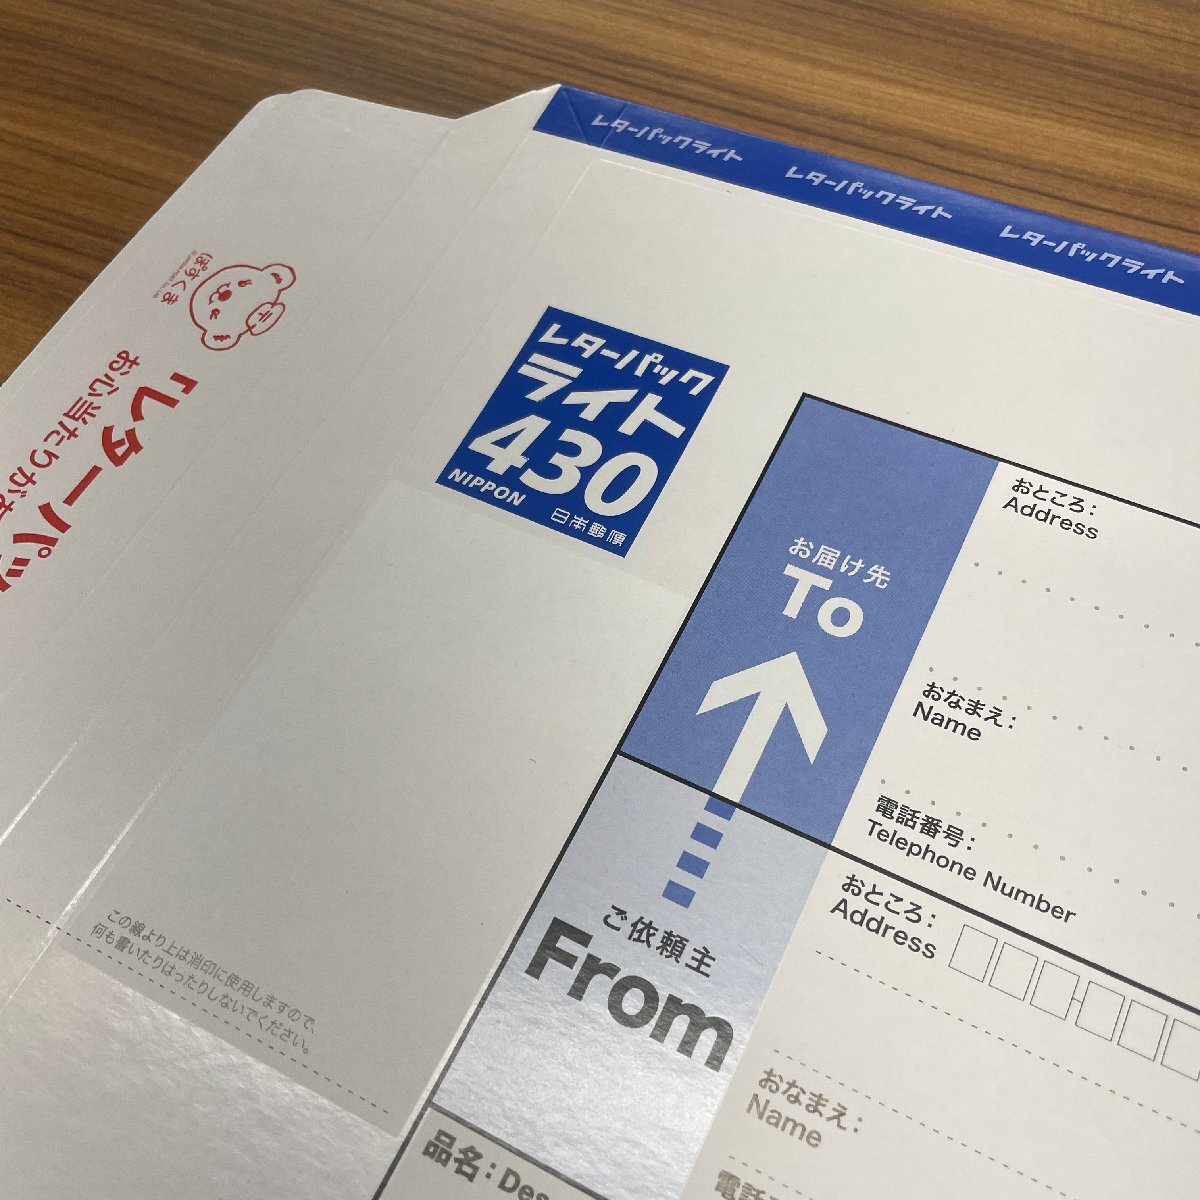 レターパックライト
レターパックライト
レターパックライト
ぽすくま
「レターパッ
お心当たりが
レターパック
ライト
430
NIPPON
日本郵便
お届け先
To
おところ:
Address
おなまえ:
Name
電話番号:
Telephone Number
ご依頼主
From
おところ:
Address
おなまえ:
Name
電話
品名:Des
この線より上は消印に使用しますので、
何も書いたりはったりしないでください。